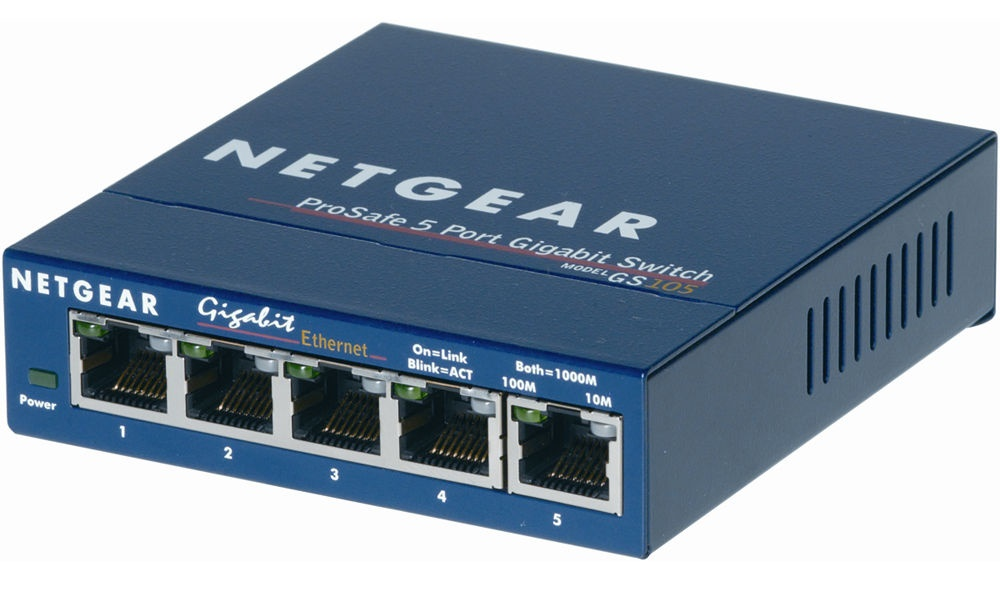 NETGEAR
ProSafe 5 Port Gigabit Switch
MODEL GS105
NETGEAR
Gigabit
Ethernet
On=Link
Blink=ACT
Both=1000M
100M
10M
Power
1
2
3
4
5